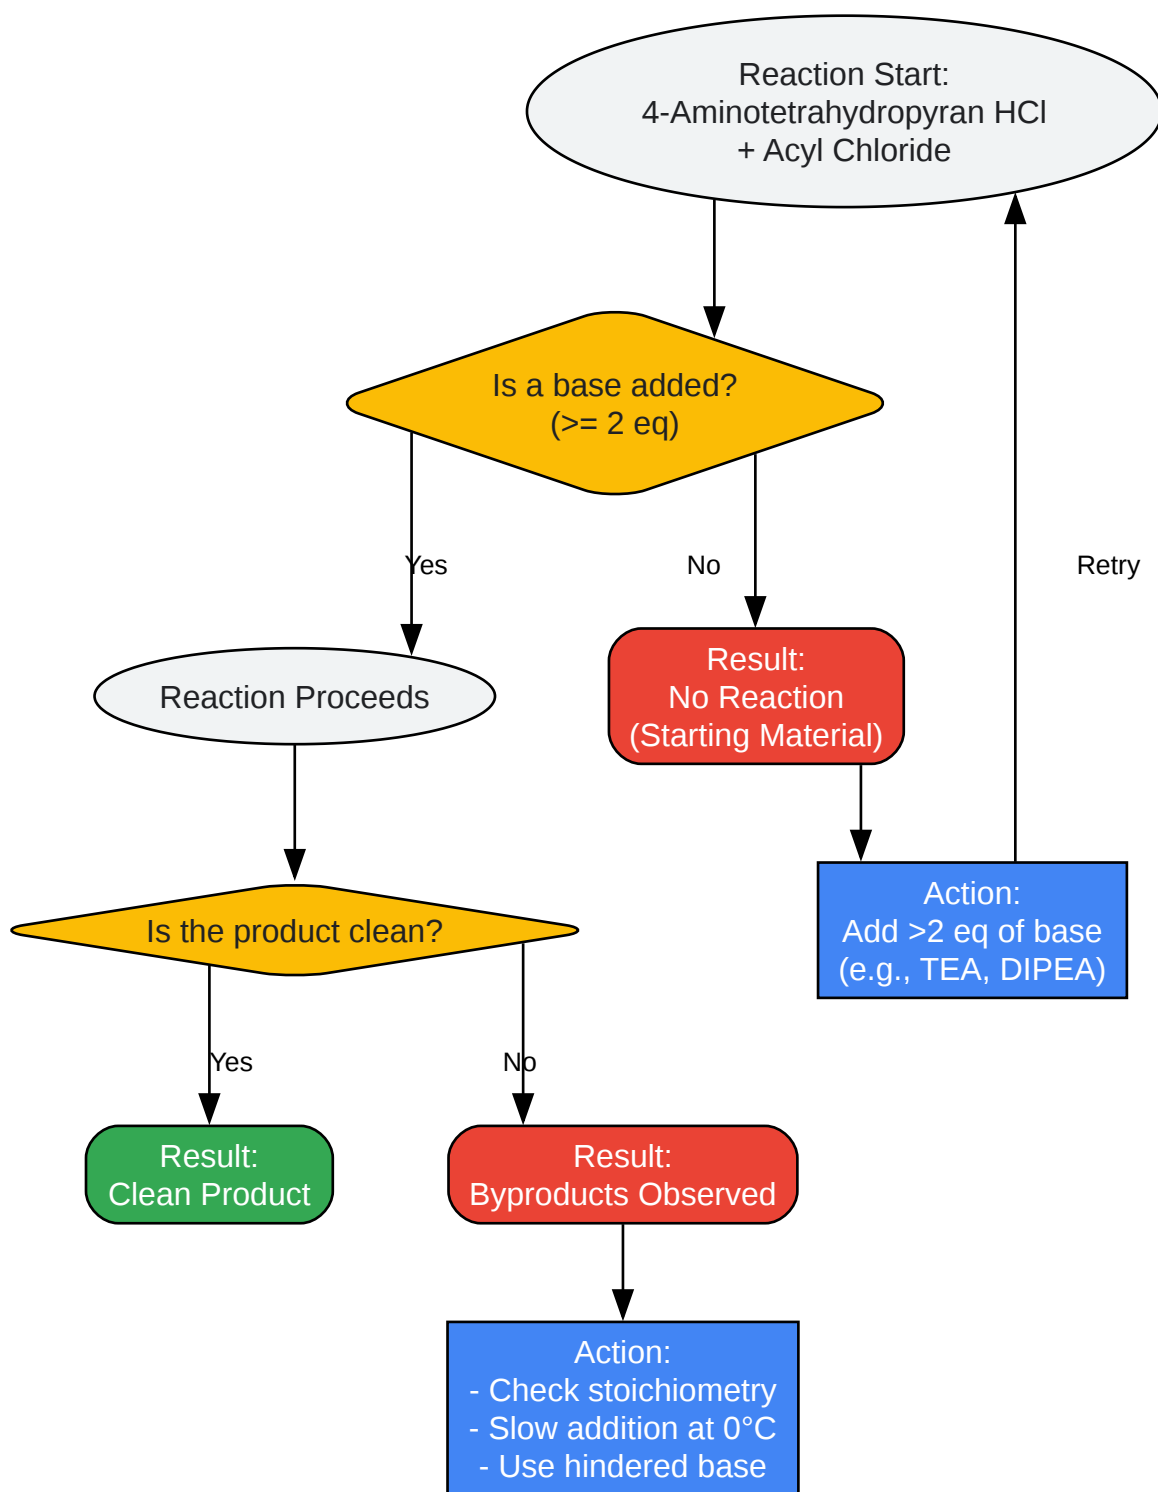 Reaction Start:
4-Aminotetrahydropyran HCl
+ Acyl Chloride
Is a base added?
(>= 2 eq)
Yes
No
Retry
Reaction Proceeds
Result:
No Reaction
(Starting Material)
Action:
Add >2 eq of base
(e.g., TEA, DIPEA)
Is the product clean?
Yes
No
Result:
Clean Product
Result:
Byproducts Observed
Action:
- Check stoichiometry
- Slow addition at 0°C
- Use hindered base